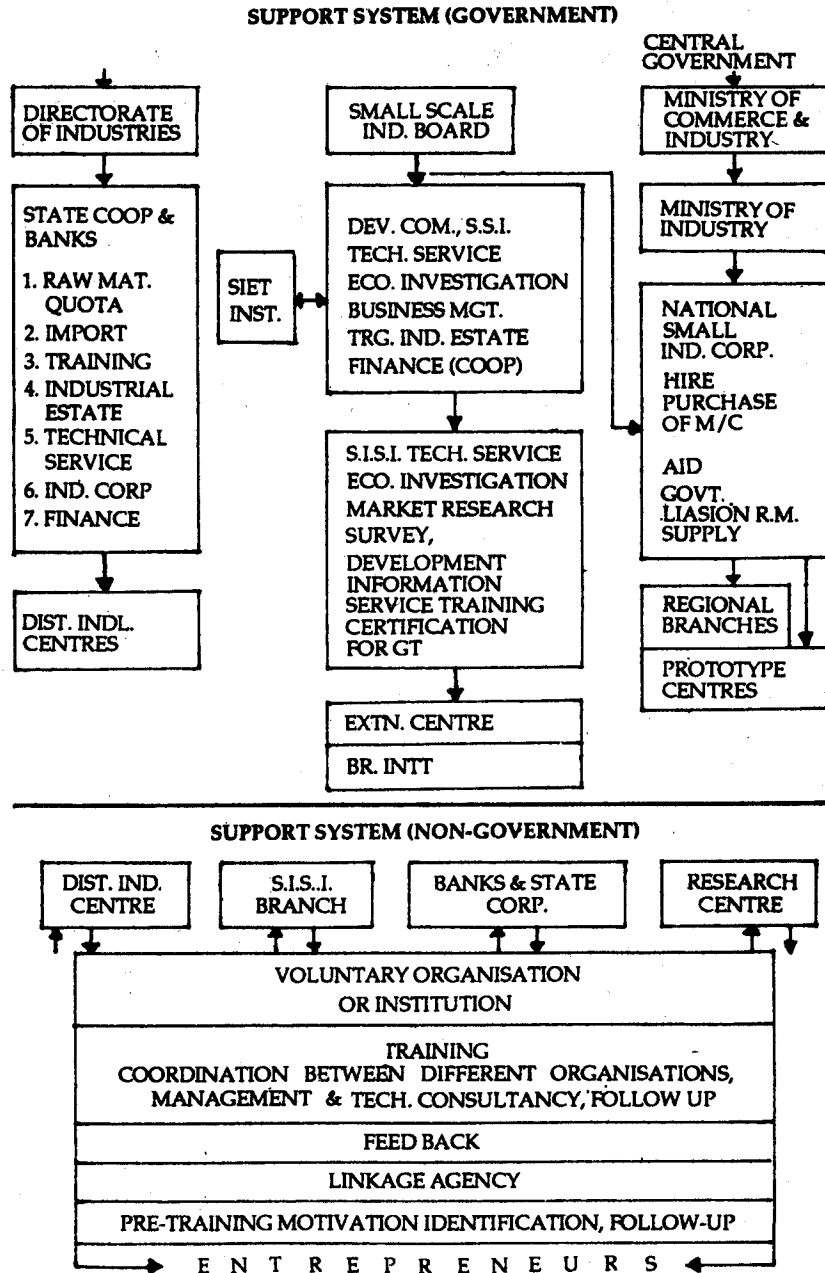 SUPPORT SYSTEM (GOVERNMENT)
CENTRAL
GOVERNMENT
DIRECTORATE
OF INDUSTRIES
STATE COOP &
BANKS
1. RAW MAT.
QUOTA
2. IMPORT
3. TRAINING
4. INDUSTRIAL
ESTATE
5. TECHNICAL
SERVICE
6. IND. CORP
7. FINANCE
DIST. INDL.
CENTRES
SMALL SCALE
IND. BOARD
SIET
INST.
DEV. COM., S.S.I.
TECH. SERVICE
ECO. INVESTIGATION
BUSINESS MGT.
TRG. IND. ESTATE
FINANCE (COOP)
S.I.S.I. TECH. SERVICE
ECO. INVESTIGATION
MARKET RESEARCH
SURVEY,
DEVELOPMENT
INFORMATION
SERVICE TRAINING
CERTIFICATION
FOR GT
EXTN. CENTRE
BR. INTT
MINISTRY OF
COMMERCE &
INDUSTRY
MINISTRY OF
INDUSTRY
NATIONAL
SMALL
IND. CORP.
HIRE
PURCHASE
OF M/C
AID
GOVT.
LIASION R.M.
SUPPLY
REGIONAL
BRANCHES
PROTOTYPE
CENTRES
SUPPORT SYSTEM (NON-GOVERNMENT)
DIST. IND.
CENTRE
S.I.S..I.
BRANCH
BANKS & STATE
CORP.
RESEARCH
CENTRE
VOLUNTARY ORGANISATION
OR INSTITUTION
TRAINING
COORDINATION BETWEEN DIFFERENT ORGANISATIONS,
MANAGEMENT & TECH. CONSULTANCY, FOLLOW UP
FEED BACK
LINKAGE AGENCY
PRE-TRAINING MOTIVATION IDENTIFICATION, FOLLOW-UP
E N T R E P R E N E U R S